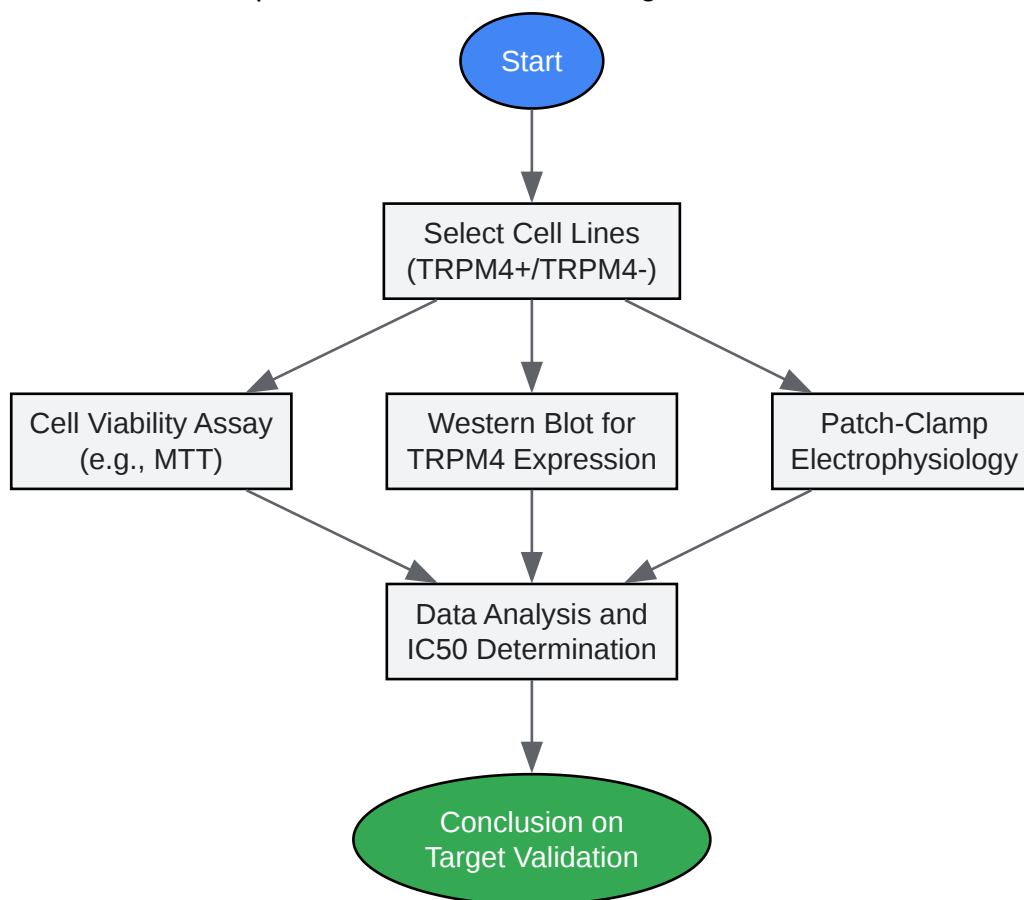 Start
Select Cell Lines
(TRPM4+/TRPM4-)
Cell Viability Assay
(e.g., MTT)
Western Blot for
TRPM4 Expression
Patch-Clamp
Electrophysiology
Data Analysis and
IC50 Determination
Conclusion on
Target Validation